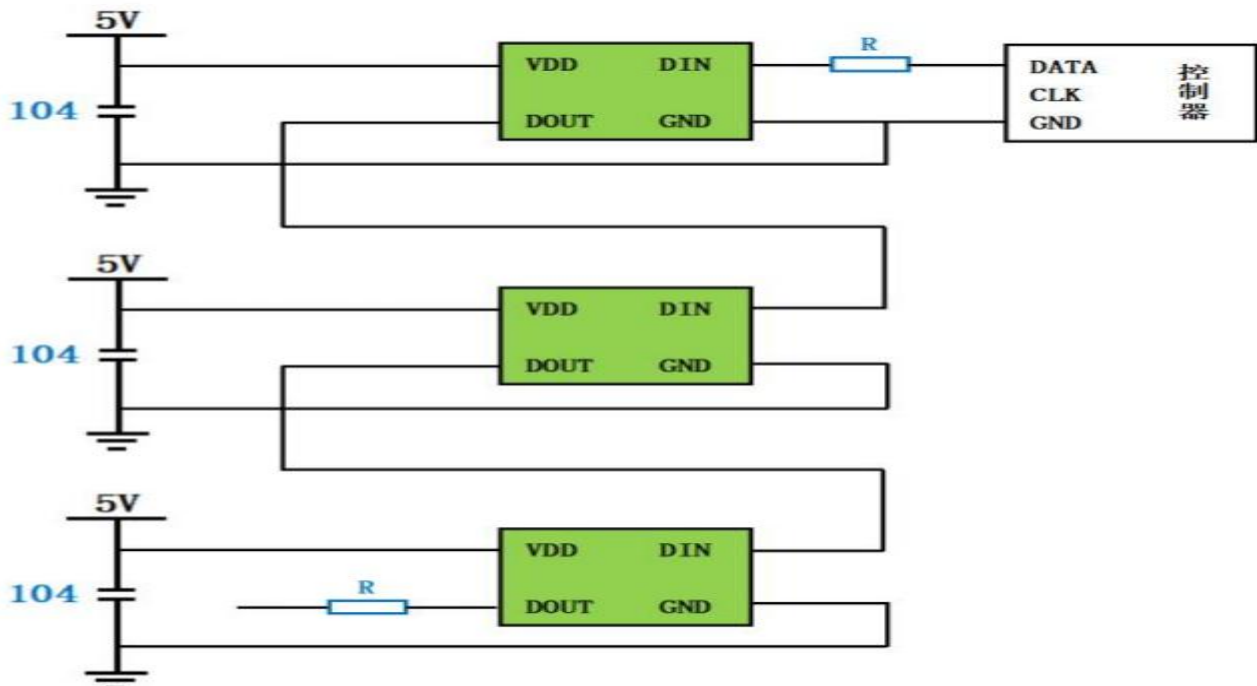 5V
VDD DIN
R
DATA
CLK
GND
控制器
104
DOUT GND
5V
VDD DIN
104
DOUT GND
5V
VDD DIN
104
R
DOUT GND